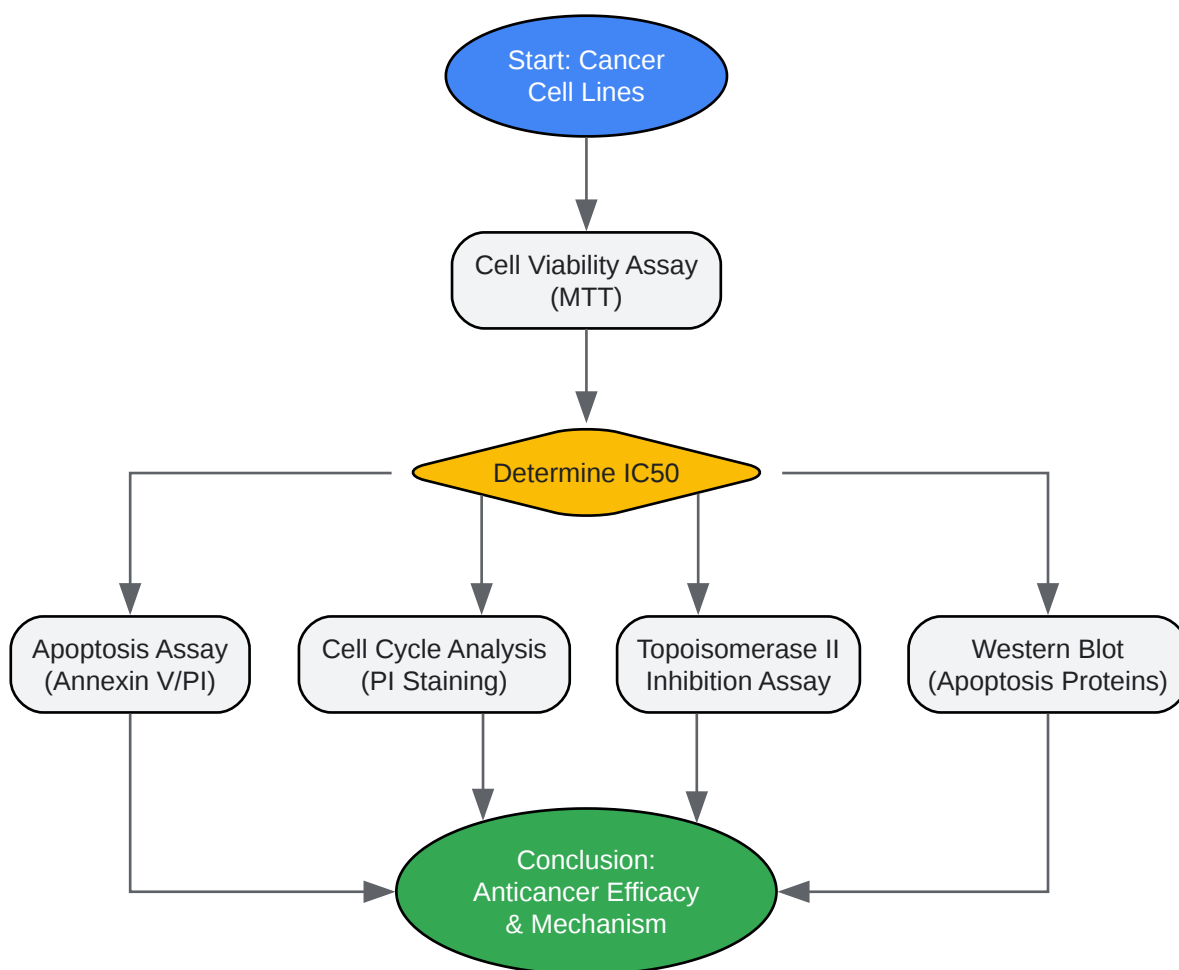 Start: Cancer
Cell Lines
Cell Viability Assay
(MTT)
Determine IC50
Apoptosis Assay
(Annexin V/PI)
Cell Cycle Analysis
(PI Staining)
Topoisomerase II
Inhibition Assay
Western Blot
(Apoptosis Proteins)
Conclusion:
Anticancer Efficacy
& Mechanism